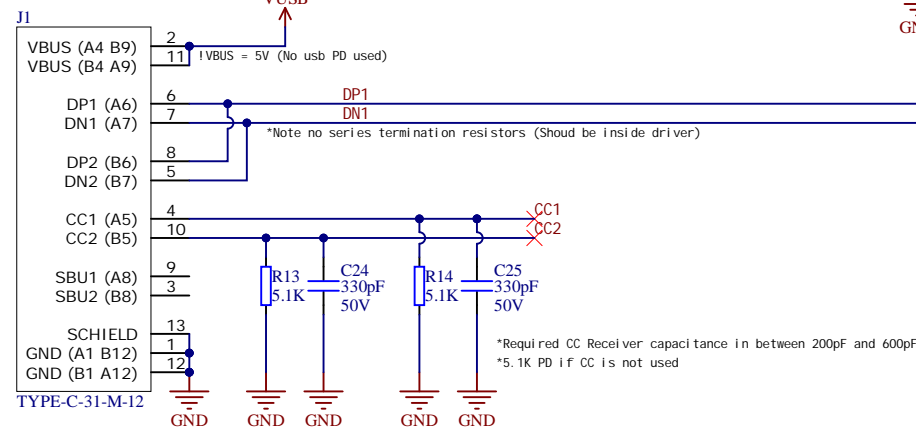 VUSB
J1
GN
VBUS (A4 B9) 2
VBUS (B4 A9) 11
!VBUS = 5V (No usb PD used)
DP1 (A6) 6 DP1
DN1 (A7) 7 DN1
*Note no series termination resistors (Shoud be inside driver)
DP2 (B6) 8
DN2 (B7) 5
CC1 (A5) 4 CC1
CC2 (B5) 10 CC2
SBU1 (A8) 9
SBU2 (B8) 3
R13
5.1K
C24
330pF
50V
R14
5.1K
C25
330pF
50V
SCHIELD 13
GND (A1 B12) 1
GND (B1 A12) 12
*Required CC Receiver capacitance in between 200pF and 600pF
*5.1K PD if CC is not used
TYPE-C-31-M-12
GND GND GND GND GND